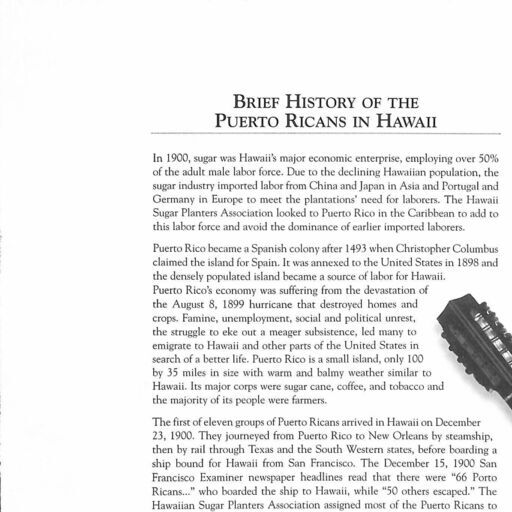 BRIEF HISTORY OF THE
PUERTO RICANS IN HAWAII
In 1900, sugar was Hawaii's major economic enterprise, employing over 50%
of the adult male labor force. Due to the declining Hawaiian population, the
sugar industry imported labor from China and Japan in Asia and Portugal and
Germany in Europe to meet the plantations' need for laborers. The Hawaii
Sugar Planters Association looked to Puerto Rico in the Caribbean to add to
this labor force and avoid the dominance of earlier imported laborers.
Puerto Rico became a Spanish colony after 1493 when Christopher Columbus
claimed the island for Spain. It was annexed to the United States in 1898 and
the densely populated island became a source of labor for Hawaii.
Puerto Rico's economy was suffering from the devastation of
the August 8, 1899 hurricane that destroyed homes and
crops. Famine, unemployment, social and political unrest,
the struggle to eke out a meager subsistence, led many to
emigrate to Hawaii and other parts of the United States in
search of a better life. Puerto Rico is a small island, only 100
by 35 miles in size with warm and balmy weather similar to
Hawaii. Its major corps were sugar cane, coffee, and tobacco and
the majority of its people were farmers.
The first of eleven groups of Puerto Ricans arrived in Hawaii on December
23, 1900. They journeyed from Puerto Rico to New Orleans by steamship,
then by rail through Texas and the South Western states, before boarding a
ship bound for Hawaii from San Francisco. The December 15, 1900 San
Francisco Examiner newspaper headlines read that there were "66 Porto
Ricans..." who boarded the ship to Hawaii, while "50 others escaped." The
Hawaiian Sugar Planters Association assigned most of the Puerto Ricans to